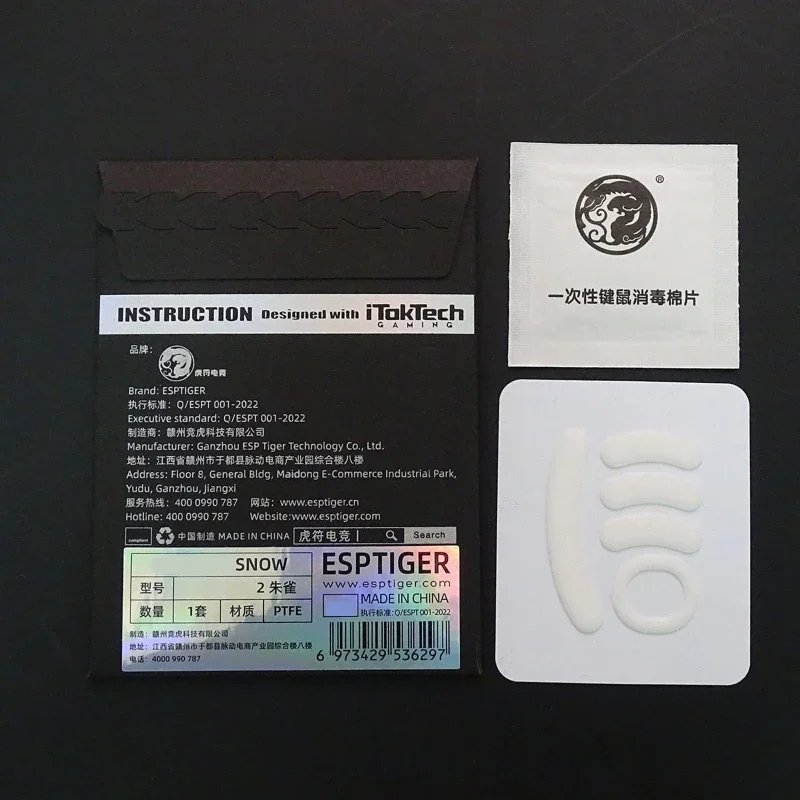 INSTRUCTION Designed with iTokTech
GAMING
品牌:
虎符电竞
Brand: ESPTIGER
执行标准: Q/ESPT 001-2022
Executive standard: Q/ESPT 001-2022
制造商: 赣州竞虎科技有限公司
Manufacturer: Ganzhou ESP Tiger Technology Co., Ltd.
地址: 江西省赣州市于都县脉动电商产业园综合楼八楼
Address: Floor 8, General Bldg, Maidong E-Commerce Industrial Park,
Yudu, Ganzhou, Jiangxi
服务热线: 400 0990 787 网站: www.esptiger.cn
Hotline: 400 0990 787 Website:www.esptiger.com
compliant 中国制造 MADE IN CHINA 虎符电竞 Search
SNOW
型号 2 朱雀
数量 1套 材质 PTFE
ESPTIGER
www.esptiger.com
MADE IN CHINA
执行标准:Q/ESPT 001-2022
制造: 赣州竞虎科技有限公司
地址: 江西省赣州市于都县脉动电商产业园综合楼八楼
电话: 4000 990 787
6 973429 536297
®
一次性键鼠消毒棉片